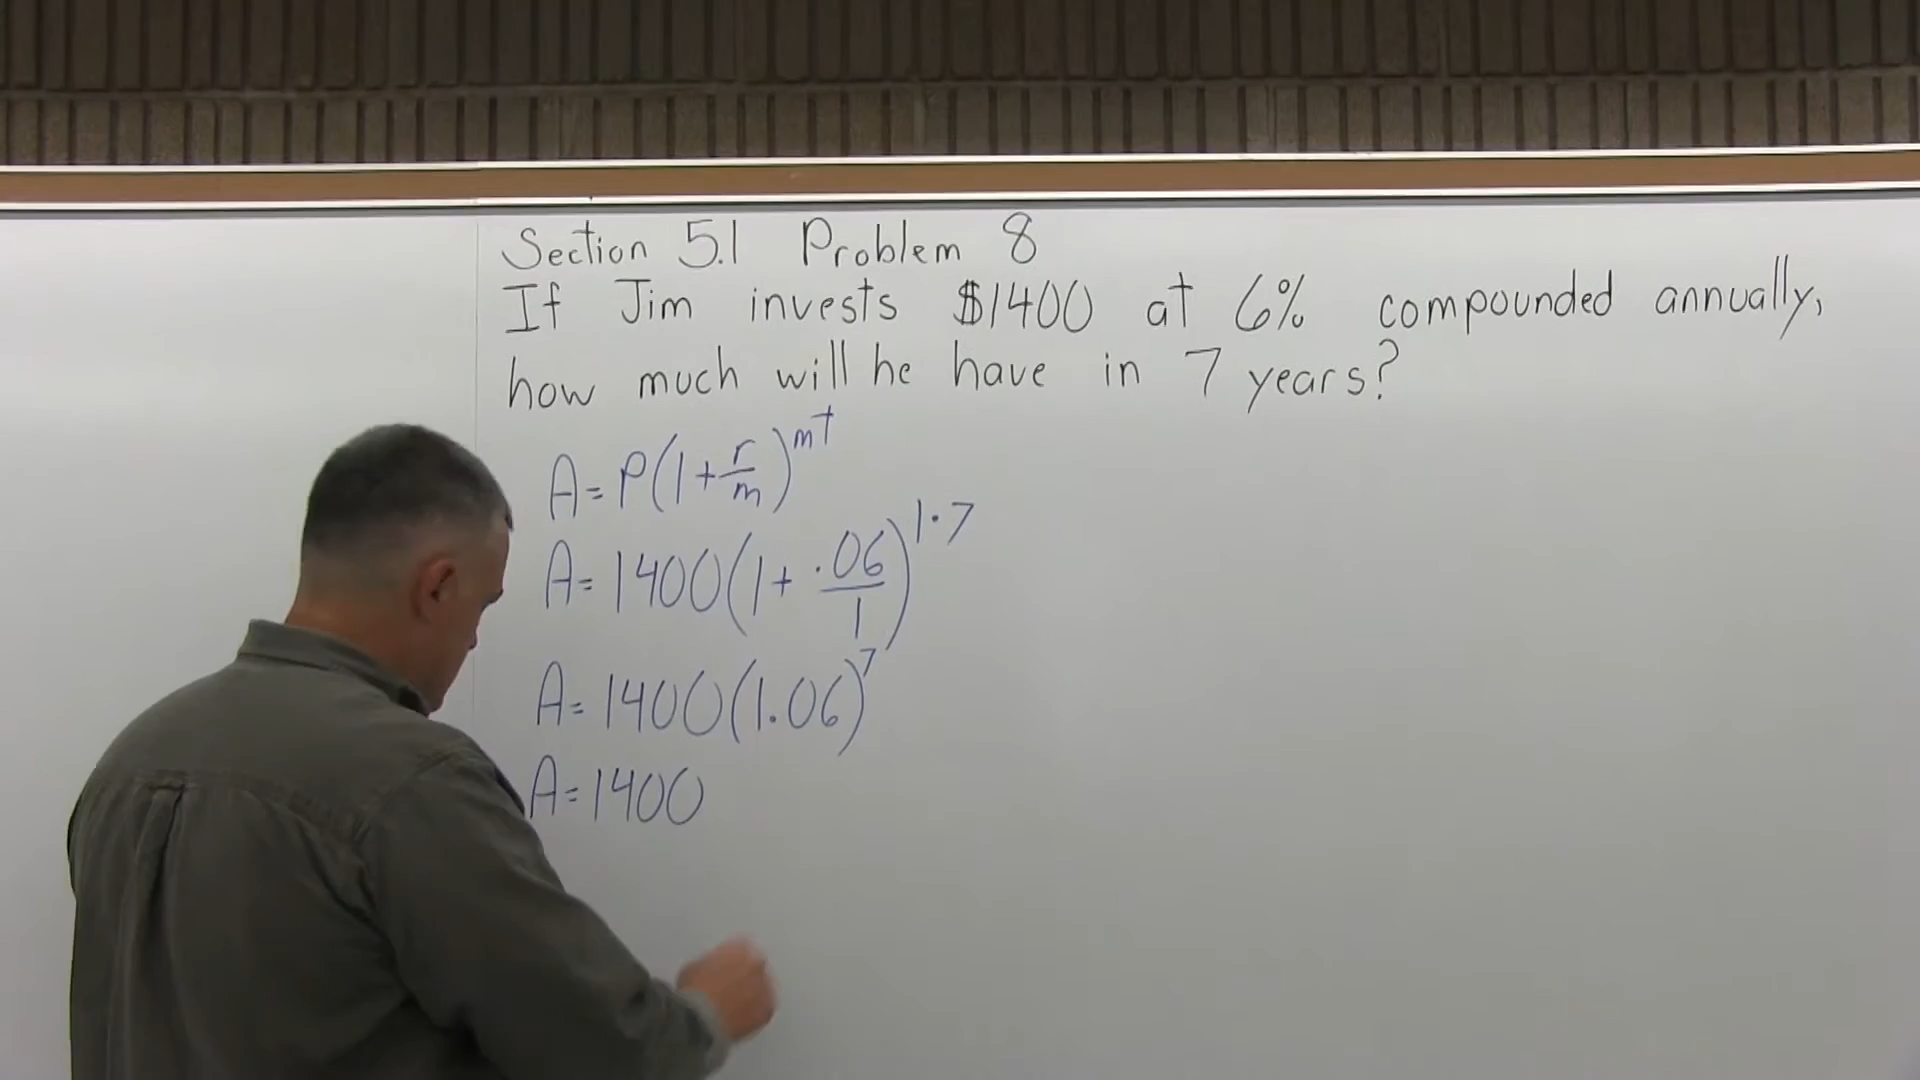 Section 5.1 Problem 8
If Jim invests $1400 at 6% compounded annually,
how much will he have in 7 years?
A = P(1 + r/m)^mt
A = 1400(1 + .06/1)^1·7
A = 1400(1.06)^7
A = 1400